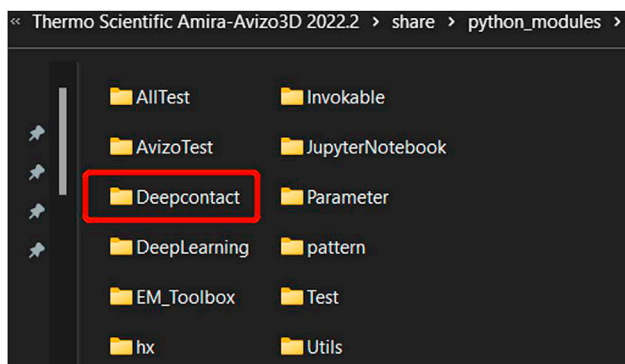 « Thermo Scientific Amira-Avizo3D 2022.2 > share > python_modules >
AllTest Invokable
AvizoTest JupyterNotebook
Deepcontact Parameter
DeepLearning pattern
EM_Toolbox Test
hx Utils